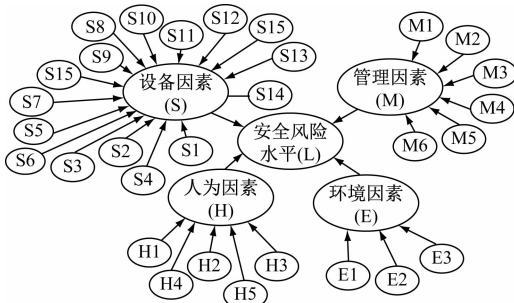 S10
S12
M1
S8
S11
S15
M2
S9
S13
S15
设备因素
(S)
管理因素
(M)
M3
S7
S14
M4
S5
安全风险
水平(L)
M5
S6
S3
S2
S1
M6
S4
人为因素
(H)
环境因素
(E)
H1
H2
H3
E3
H4
H5
E1
E2